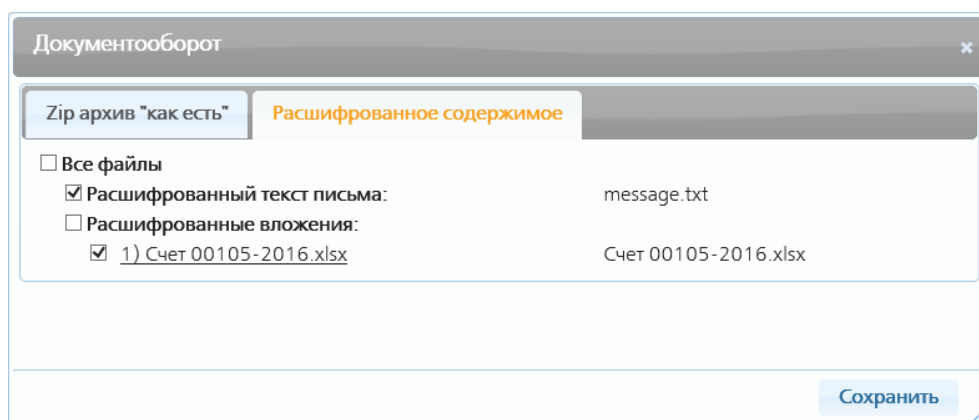 Документооборот
Zip архив "как есть" Расшифрованное содержимое
Все файлы
Расшифрованный текст письма: message.txt
Расшифрованные вложения:
1) Счет 00105-2016.xlsx Счет 00105-2016.xlsx
Сохранить